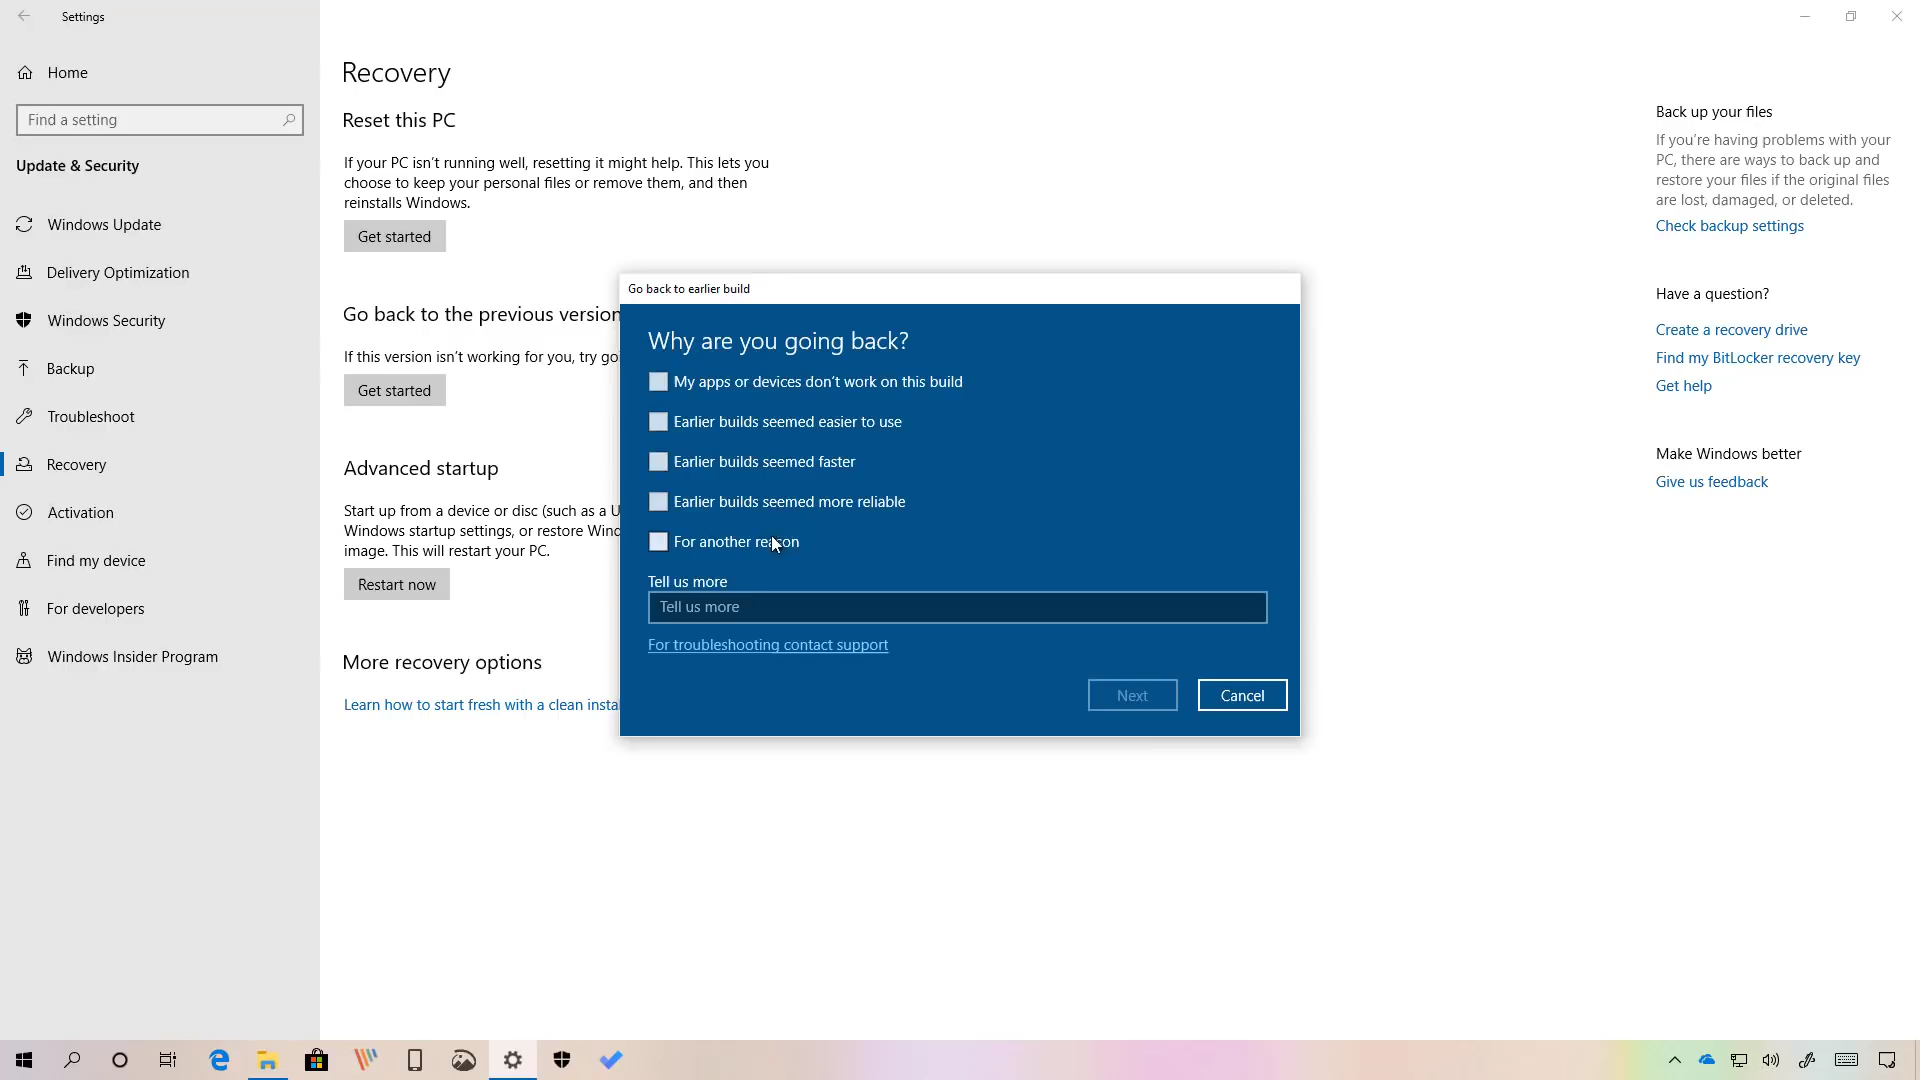 Settings
Home
Find a setting
Update & Security
Windows Update
Delivery Optimization
Windows Security
Backup
Troubleshoot
Recovery
Activation
Find my device
For developers
Windows Insider Program
Recovery
Reset this PC
If your PC isn't running well, resetting it might help. This lets you
choose to keep your personal files or remove them, and then
reinstalls Windows.
Get started
Go back to the previous version
If this version isn't working for you, try go
Get started
Advanced startup
Start up from a device or disc (such as a U
Windows startup settings, or restore Wind
image. This will restart your PC.
Restart now
More recovery options
Learn how to start fresh with a clean instal
Go back to earlier build
Why are you going back?
My apps or devices don't work on this build
Earlier builds seemed easier to use
Earlier builds seemed faster
Earlier builds seemed more reliable
For another reason
Tell us more
Tell us more
For troubleshooting contact support
Next
Cancel
Back up your files
If you're having problems with your
PC, there are ways to back up and
restore your files if the original files
are lost, damaged, or deleted.
Check backup settings
Have a question?
Create a recovery drive
Find my BitLocker recovery key
Get help
Make Windows better
Give us feedback